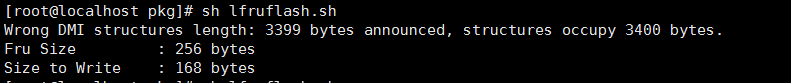 [root@localhost pkg]# sh lfruflash.sh
Wrong DMI structures length: 3399 bytes announced, structures occupy 3400 bytes.
Fru Size         : 256 bytes
Size to Write    : 168 bytes